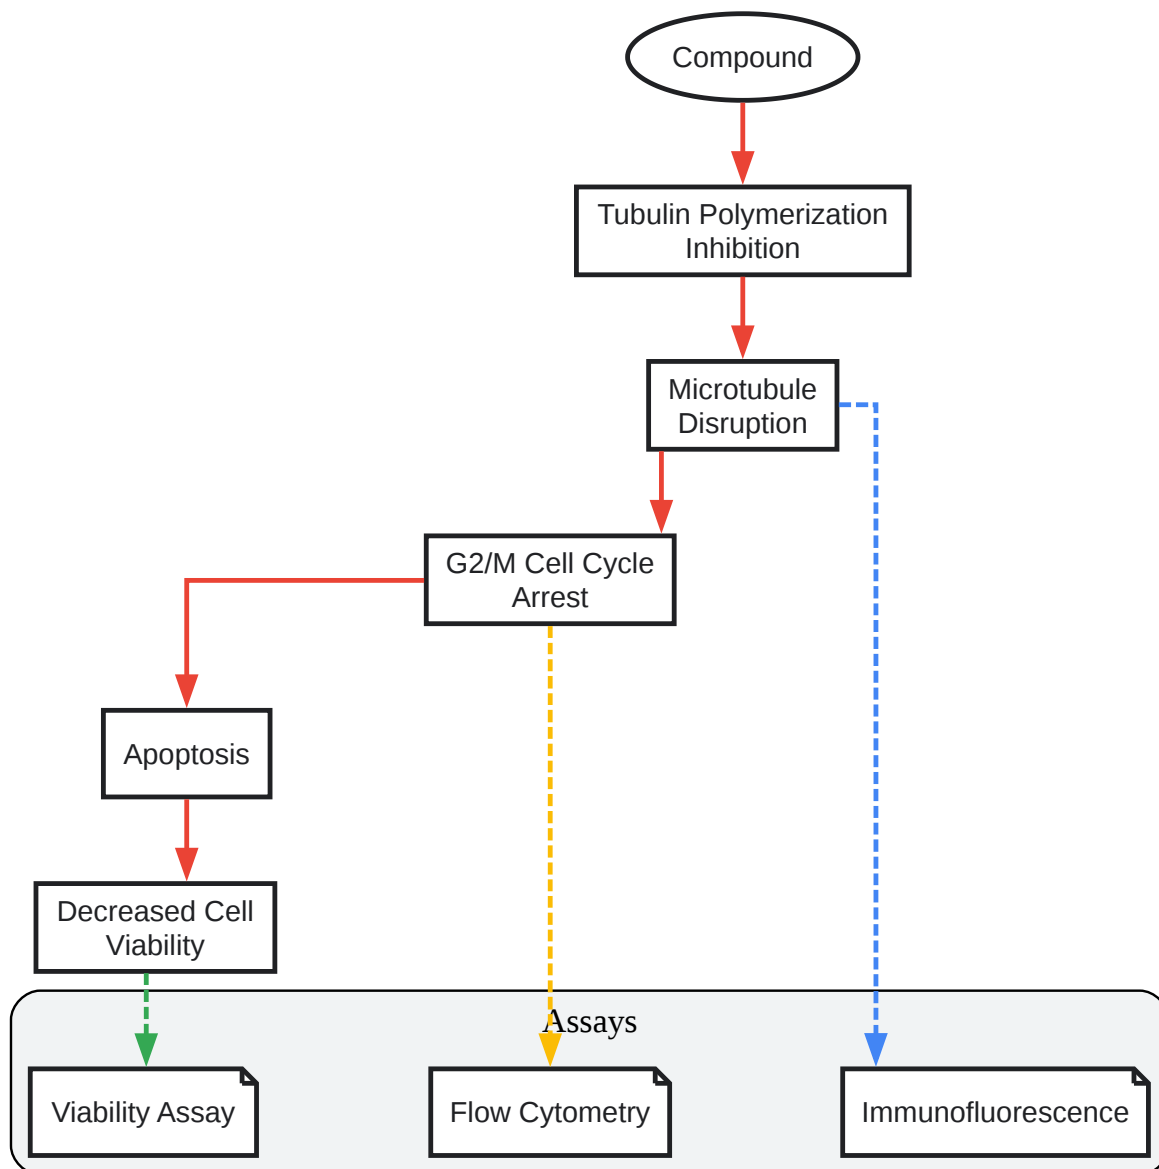 Compound
Tubulin Polymerization
Inhibition
Microtubule
Disruption
G2/M Cell Cycle
Arrest
Apoptosis
Decreased Cell
Viability
Assays
Viability Assay
Flow Cytometry
Immunofluorescence